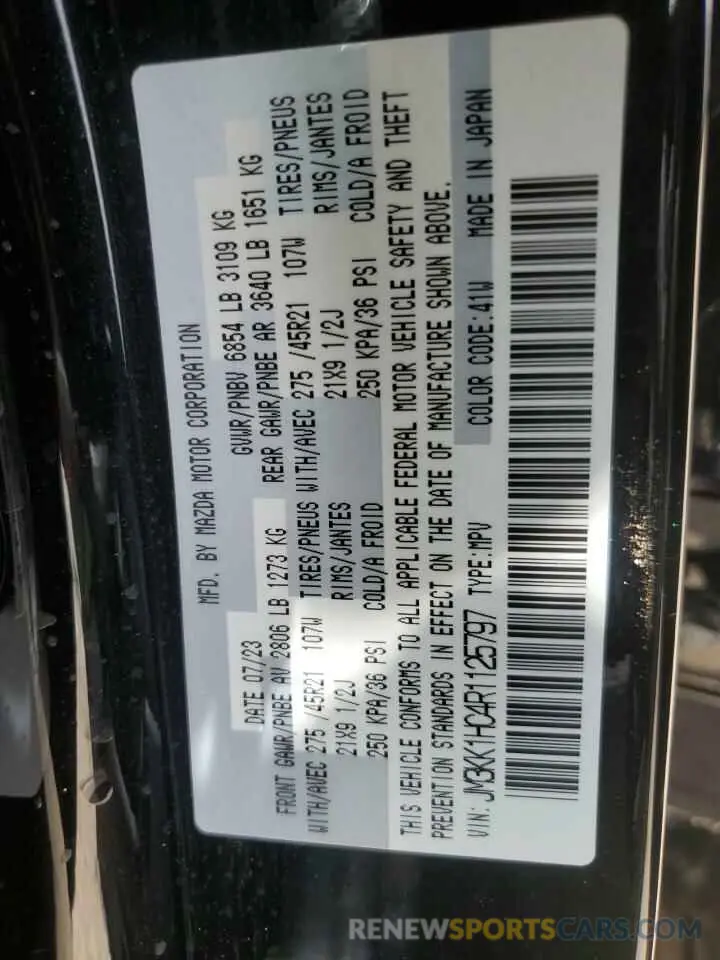 MFD. BY MAZDA MOTOR CORPORATION
DATE 07/23 GVWR/PNBV 6854 LB 3109 KG
FRONT GAWR/PNBE AV 2806 LB 1273 KG REAR GAWR/PNBE AR 3640 LB 1651 KG
WITH/AVEC 275 /45R21 107W TIRES/PNEUS WITH/AVEC 275 /45R21 107W TIRES/PNEUS
21X9 1/2J RIMS/JANTES 21X9 1/2J RIMS/JANTES
250 KPA/36 PSI COLD/A FROID 250 KPA/36 PSI COLD/A FROID
THIS VEHICLE CONFORMS TO ALL APPLICABLE FEDERAL MOTOR VEHICLE SAFETY AND THEFT
PREVENTION STANDARDS IN EFFECT ON THE DATE OF MANUFACTURE SHOWN ABOVE.
VIN: JM3KK1HC4R1125797 TYPE:MPV COLOR CODE:41W MADE IN JAPAN
RENEWSPORTSCARS.COM